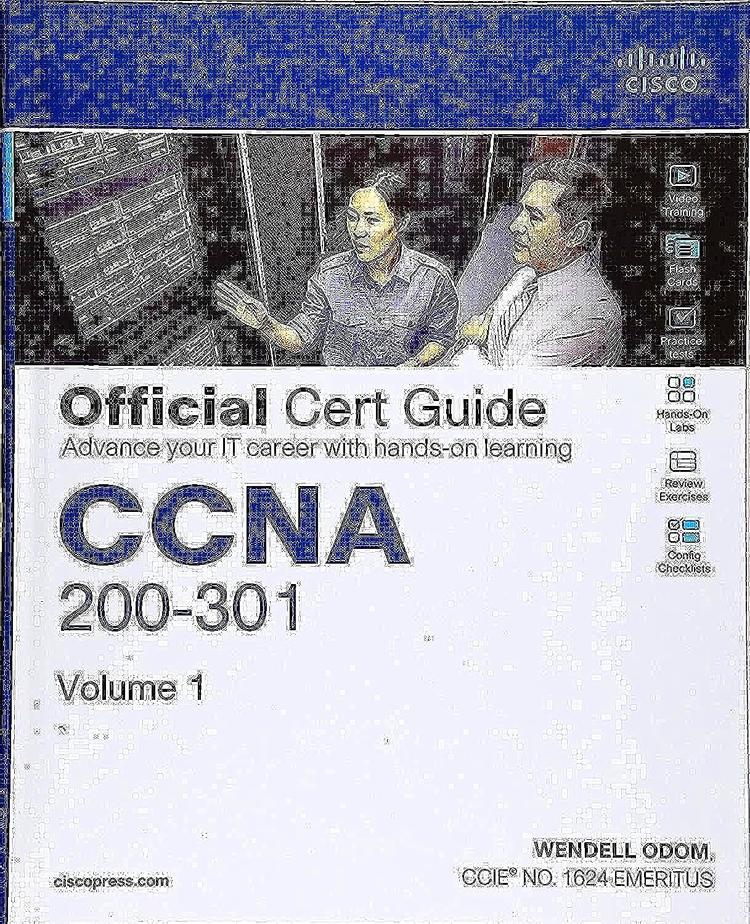 CISCO
Video
Training
Flash
Cards
Practice
tests
Official Cert Guide
Advance your IT career with hands-on learning
Hands-On
Labs
CCNA
Review
Exercises
200-301
Config
Checklists
Volume 1
WENDELL ODOM,
CCIE® NO. 1624 EMERITUS
ciscopress.com